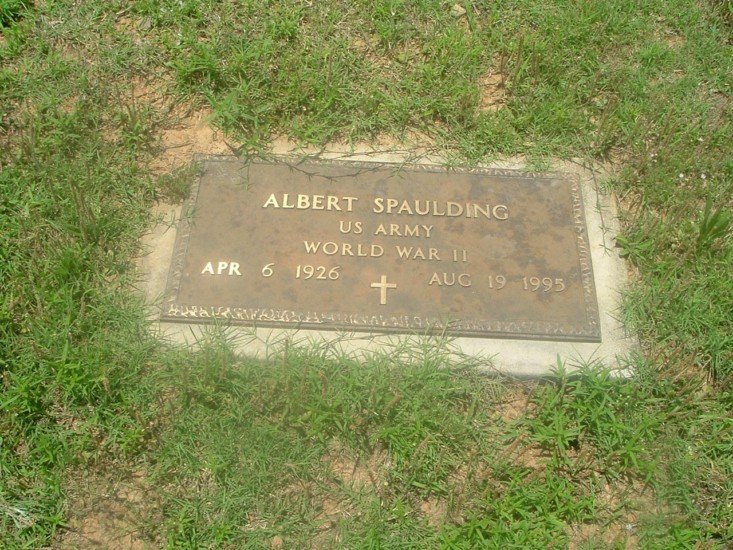 ALBERT SPAULDING
US ARMY
WORLD WAR II
APR 6 1926 AUG 19 1995